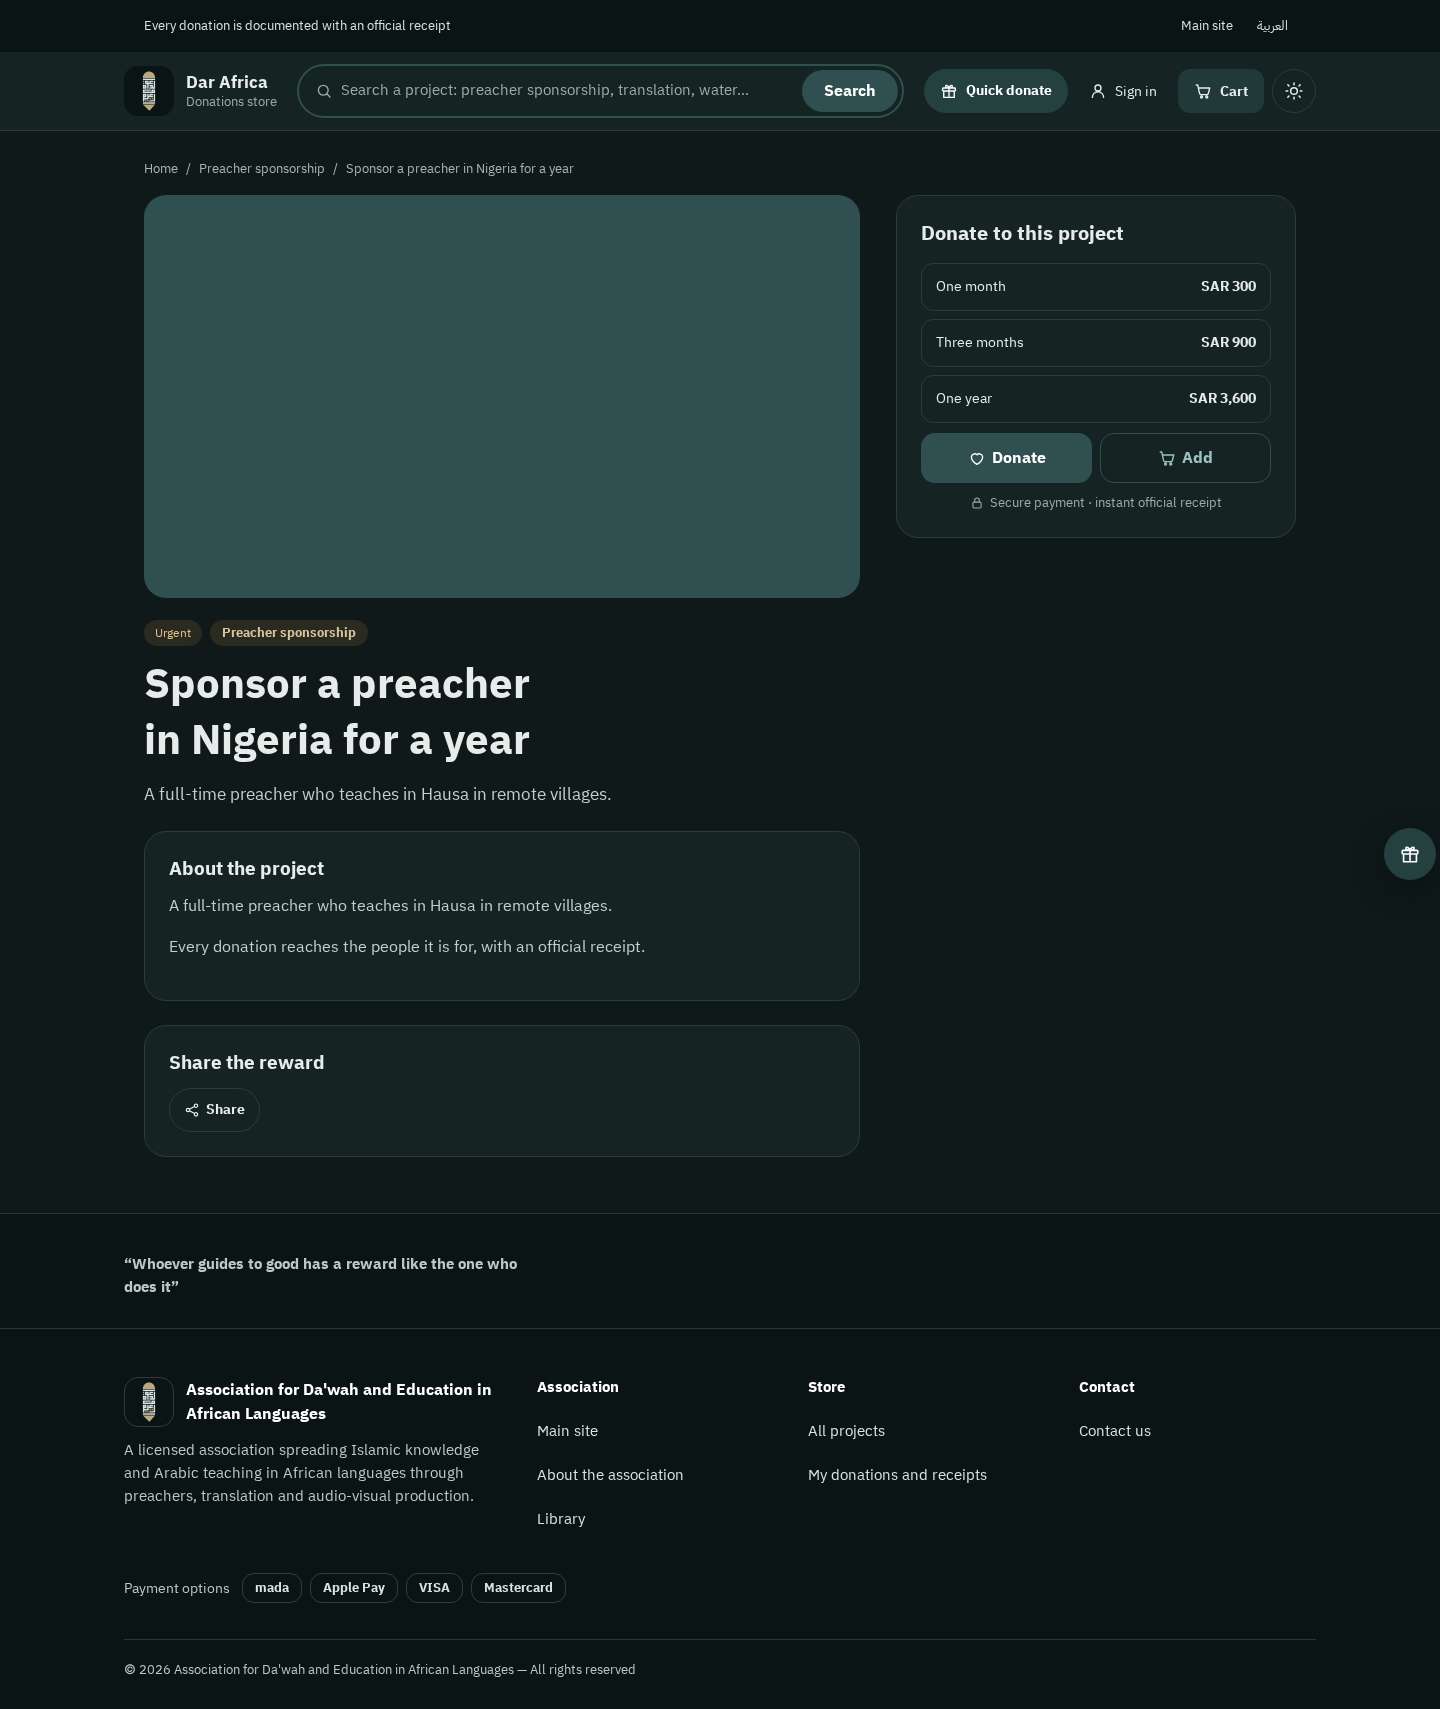 Every donation is documented with an official receipt
Main site
العربية
Dar Africa
Donations store
Search a project: preacher sponsorship, translation, water...
Search
Quick donate
Sign in
Cart
Home / Preacher sponsorship / Sponsor a preacher in Nigeria for a year
Donate to this project
One month SAR 300
Three months SAR 900
One year SAR 3,600
Donate
Add
Secure payment · instant official receipt
Urgent
Preacher sponsorship
Sponsor a preacher
in Nigeria for a year
A full-time preacher who teaches in Hausa in remote villages.
About the project
A full-time preacher who teaches in Hausa in remote villages.
Every donation reaches the people it is for, with an official receipt.
Share the reward
Share
“Whoever guides to good has a reward like the one who
does it”
Association for Da'wah and Education in
African Languages
A licensed association spreading Islamic knowledge
and Arabic teaching in African languages through
preachers, translation and audio-visual production.
Association
Main site
About the association
Library
Store
All projects
My donations and receipts
Contact
Contact us
Payment options
mada
Apple Pay
VISA
Mastercard
© 2026 Association for Da'wah and Education in African Languages — All rights reserved